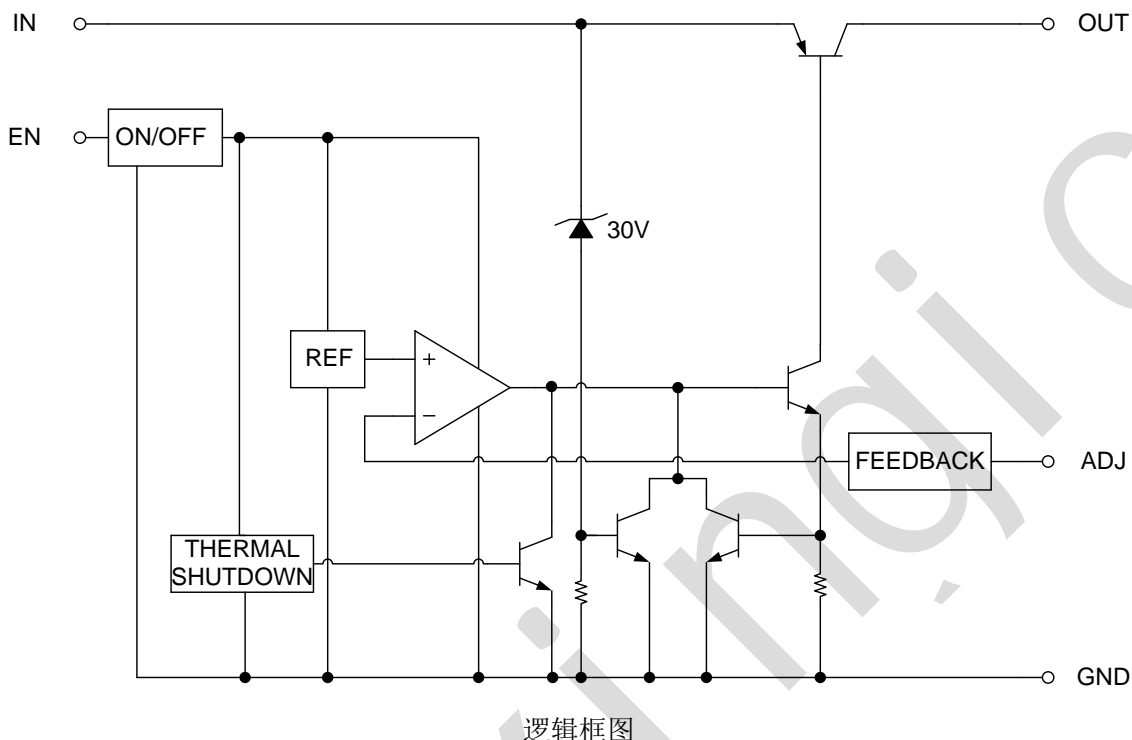 IN
OUT
EN
ON/OFF
30V
REF
+
−
FEEDBACK
ADJ
THERMAL
SHUTDOWN
GND
逻辑框图